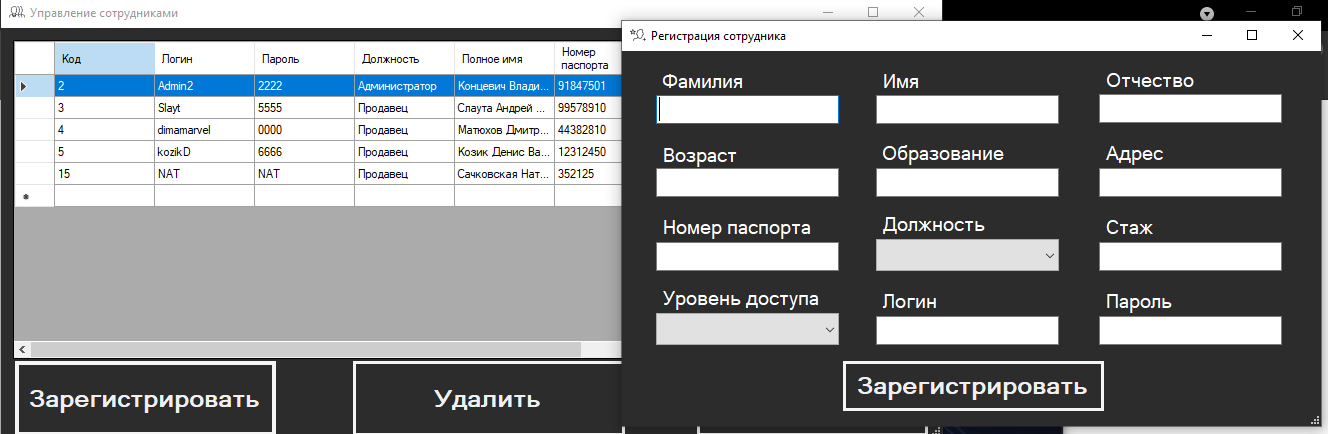 Управление сотрудниками
Код Логин Пароль Должность Полное имя Номер
паспорта
2 Admin2 2222 Администратор Концевич Влади... 91847501
3 Slayt 5555 Продавец Слаута Андрей ... 99578910
4 dimamarvel 0000 Продавец Матюхов Дмитр... 44382810
5 kozikD 6666 Продавец Козик Денис Ва... 12312450
15 NAT NAT Продавец Сачковская Нат... 352125
Зарегистрировать Удалить
Регистрация сотрудника
Фамилия Имя Отчество
Возраст Образование Адрес
Номер паспорта Должность Стаж
Уровень доступа Логин Пароль
Зарегистрировать